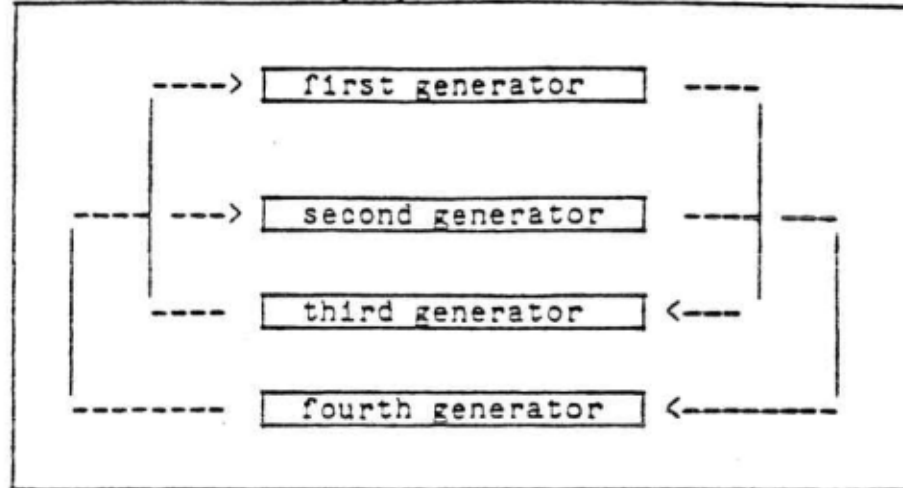 first generator
second generator
third generator
fourth generator